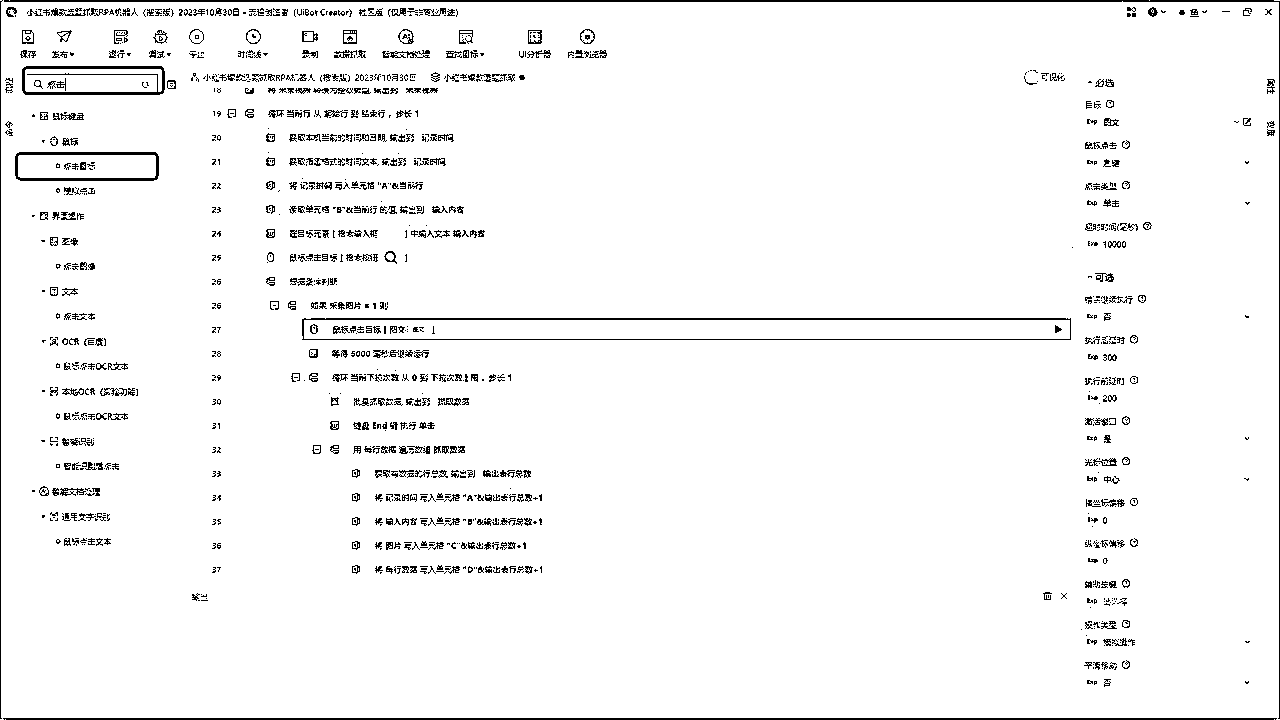 小红书爆款选题抓取RPA机器人（搜索版）2023年10月30日 - 流程创造者（UiBot Creator） 社区版（仅用于非商业用途）
保存 发布 运行 调试 停止 时间线 录制 数据抓取 智能文档处理 查找图标 UI分析器 内置浏览器
点击
小红书爆款选题抓取RPA机器人（搜索版）2023年10月30日
小红书爆款选题抓取
可视化
鼠标键盘
鼠标
点击目标
模拟点击
界面操作
图像
点击图像
文本
点击文本
OCR（百度）
鼠标点击OCR文本
本地OCR（实验功能）
鼠标点击OCR文本
智能识别
智能识别后点击
智能文档处理
通用文字识别
鼠标点击文本
19 循环 当前行 从 起始行 到 结束行，步长 1
20 获取本机当前的时间和日期, 输出到 记录时间
21 获取指定格式的时间文本, 输出到 记录时间
22 将 记录时间 写入单元格 "A"&当前行
23 读取单元格 "B"&当前行 的值, 输出到 输入内容
24 在目标元素 [ 搜索输入框 ] 中输入文本 输入内容
25 鼠标点击目标 [ 搜索按钮 ]
26 根据条件判断
26 如果 采集图片 = 1 则
27 鼠标点击目标 [ 图文 图文 ]
28 等待 5000 毫秒后继续运行
29 循环 当前下拉次数 从 0 到 下拉次数上限，步长 1
30 批量抓取数据, 输出到 抓取数据
31 键盘 End 键 执行 单击
32 用 每行数据 遍历数组 抓取数据
33 获取有数据的行总数, 输出到 输出表行总数
34 将 记录时间 写入单元格 "A"&输出表行总数+1
35 将 输入内容 写入单元格 "B"&输出表行总数+1
36 将 图片 写入单元格 "C"&输出表行总数+1
37 将 每行数据 写入单元格 "D"&输出表行总数+1
输出
必选
目标
Exp 图文
鼠标点击
Exp 左键
点击类型
Exp 单击
超时时间(毫秒)
Exp 10000
可选
错误继续执行
Exp 否
执行后延时
Exp 300
执行前延时
Exp 200
激活窗口
Exp 是
光标位置
Exp 中心
横坐标偏移
Exp 0
纵坐标偏移
Exp 0
辅助按键
Exp 请选择
操作类型
Exp 模拟操作
平滑移动
Exp 否